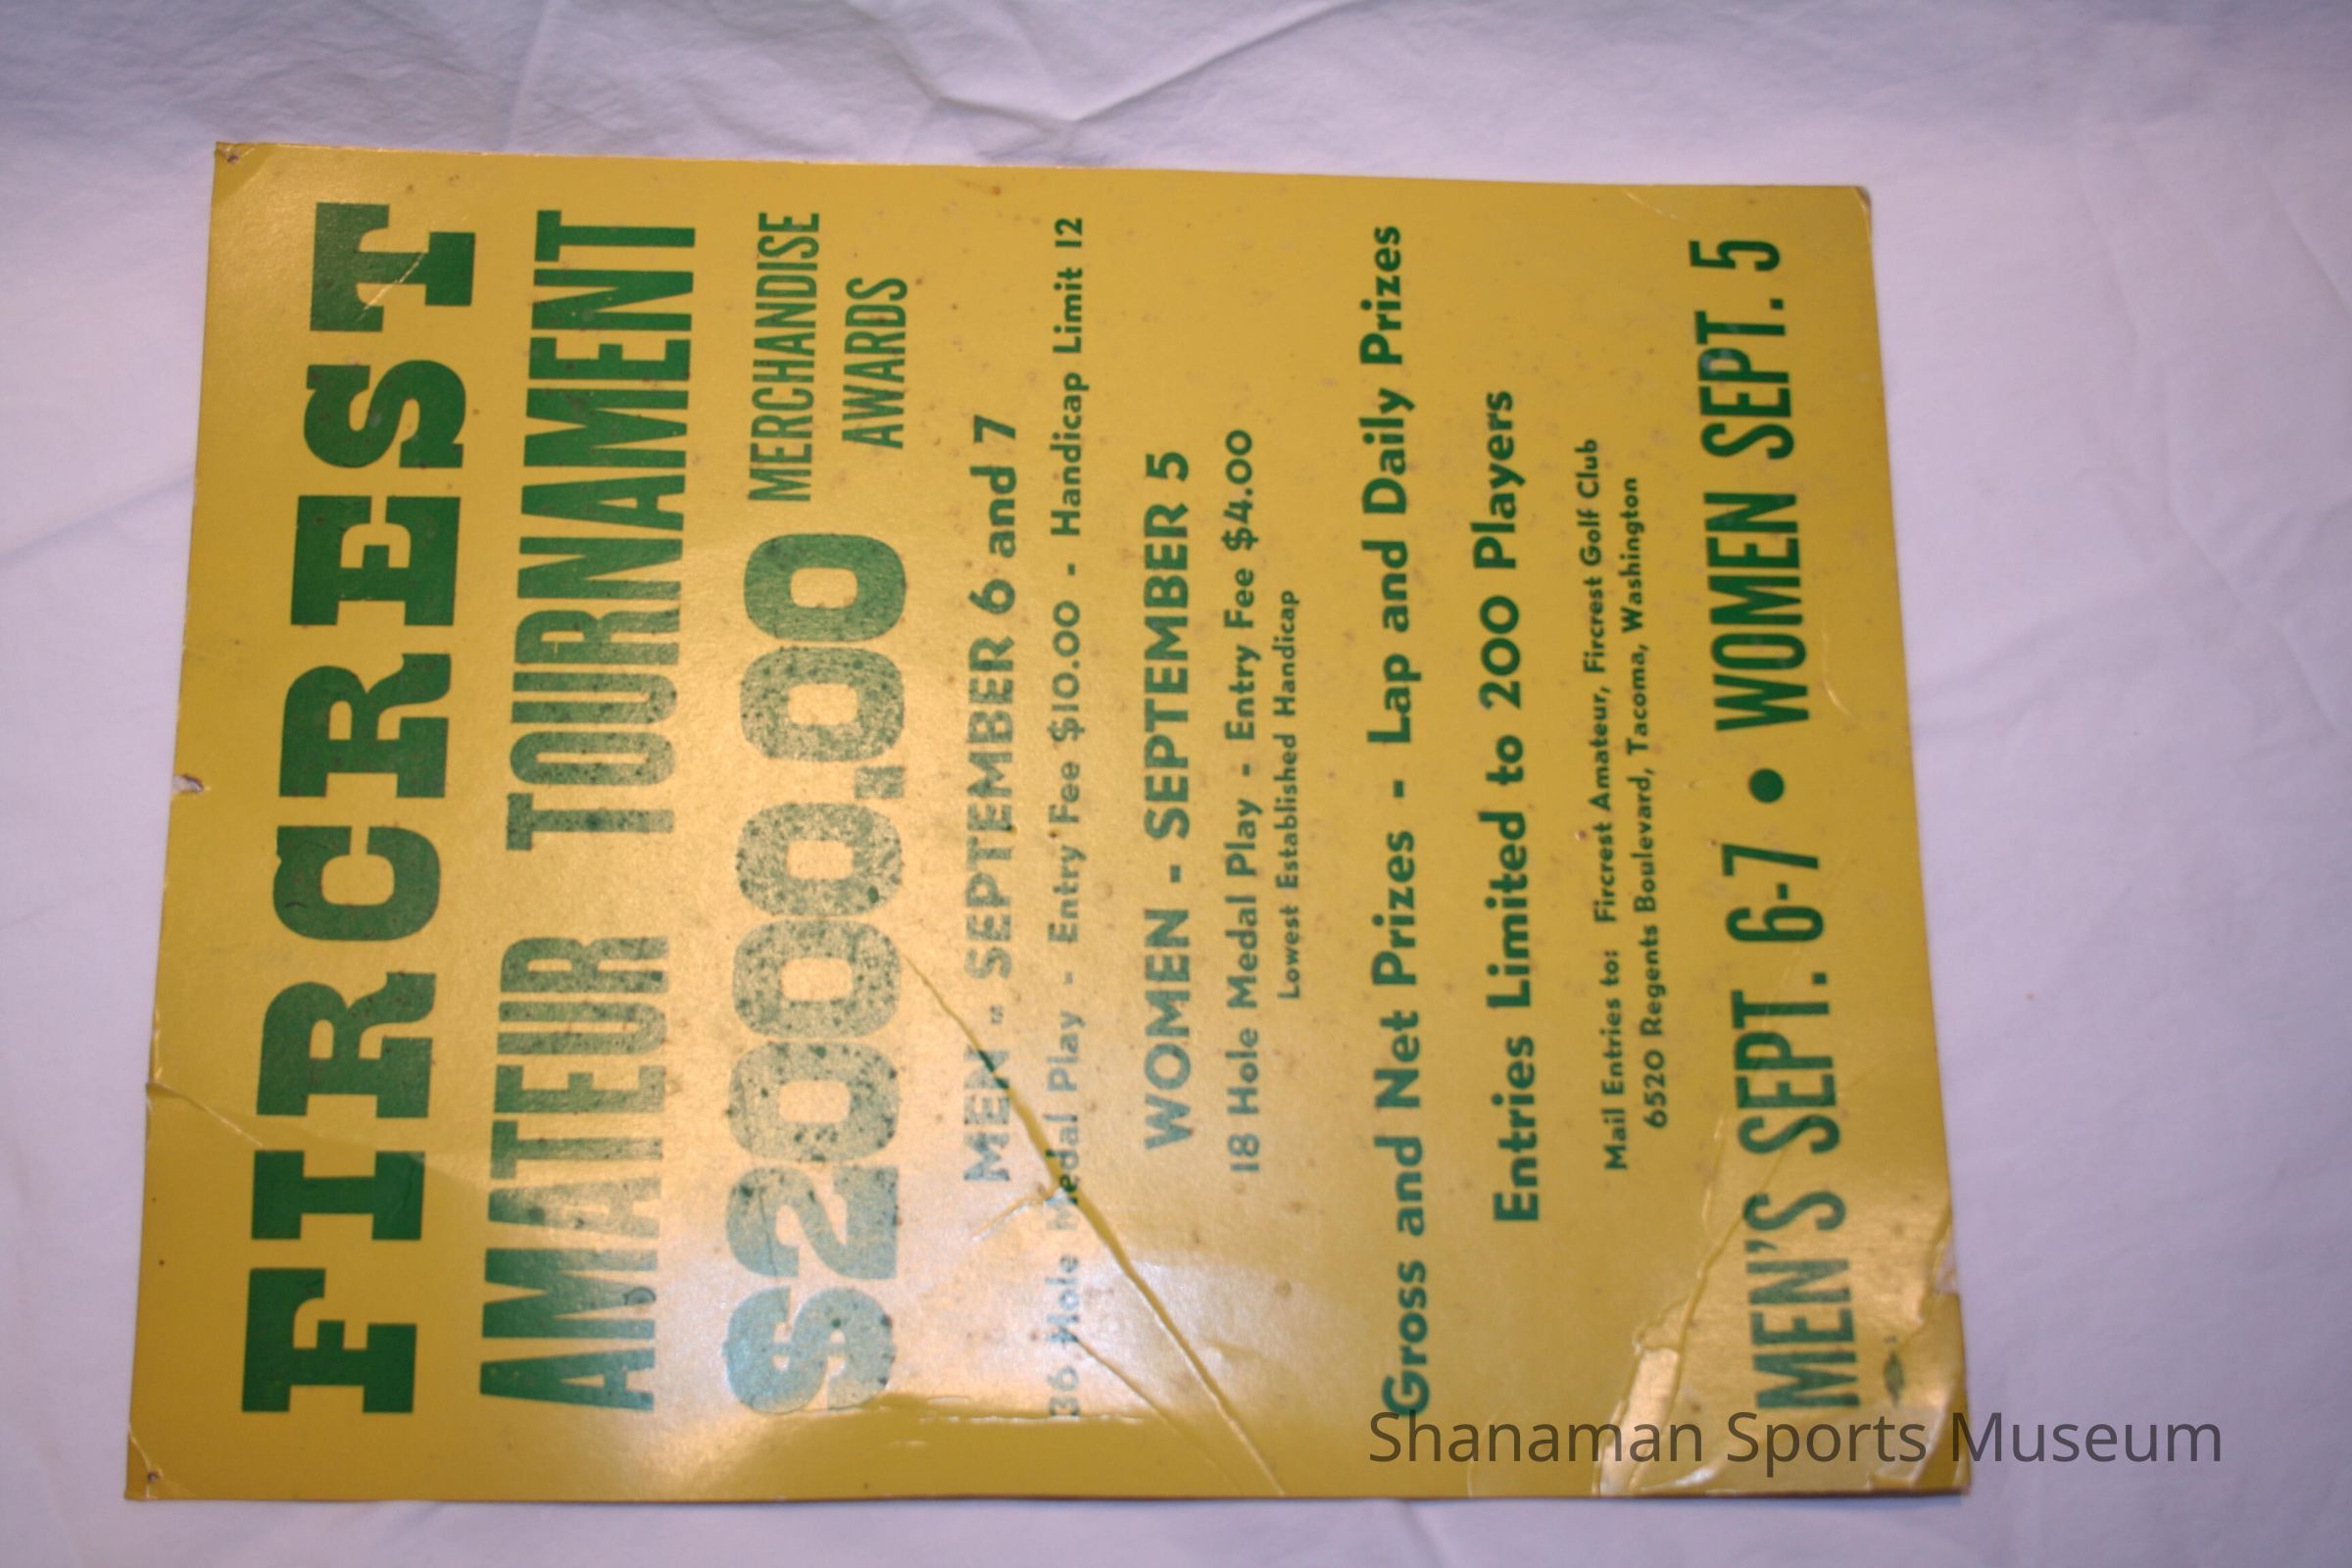 FIRCREST
AMATEUR TOURNAMENT
$2000.00 MERCHANDISE
AWARDS
MEN - SEPTEMBER 6 and 7
36 Hole Medal Play - Entry Fee $10.00 - Handicap Limit 12
WOMEN - SEPTEMBER 5
18 Hole Medal Play - Entry Fee $4.00
Lowest Established Handicap
Gross and Net Prizes - Lap and Daily Prizes
Entries Limited to 200 Players
Mail Entries to: Fircrest Amateur, Fircrest Golf Club
6520 Regents Boulevard, Tacoma, Washington
MEN'S SEPT. 6-7 • WOMEN SEPT. 5
Shanaman Sports Museum